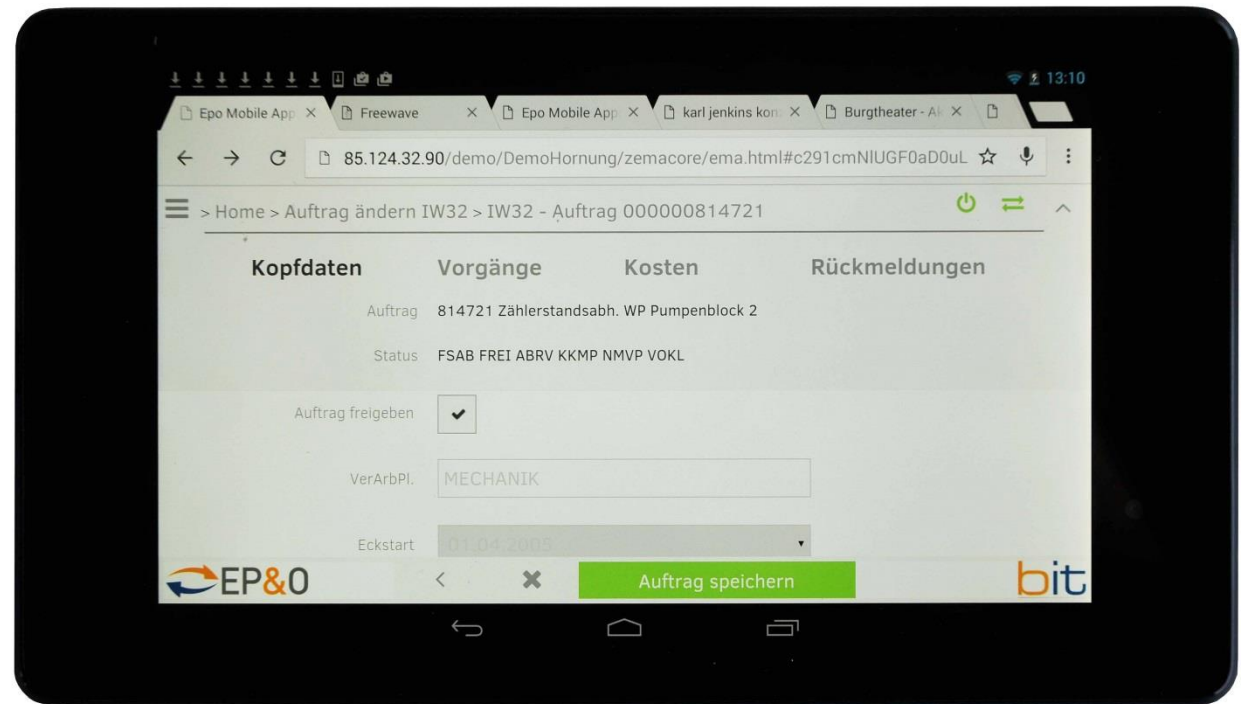 13:10
Epo Mobile App Freewave Epo Mobile App karl jenkins kon Burgtheater - Ak
85.124.32.90/demo/DemoHornung/zemacore/ema.html#c291cmNlUGF0aD0uL
> Home > Auftrag ändern IW32 > IW32 - Auftrag 000000814721
Kopfdaten Vorgänge Kosten Rückmeldungen
Auftrag 814721 Zählerstandsabh. WP Pumpenblock 2
Status FSAB FREI ABRV KKMP NMVP VOKL
Auftrag freigeben
VerArbPl. MECHANIK
Eckstart 01.04.2005
EP&O Auftrag speichern bit